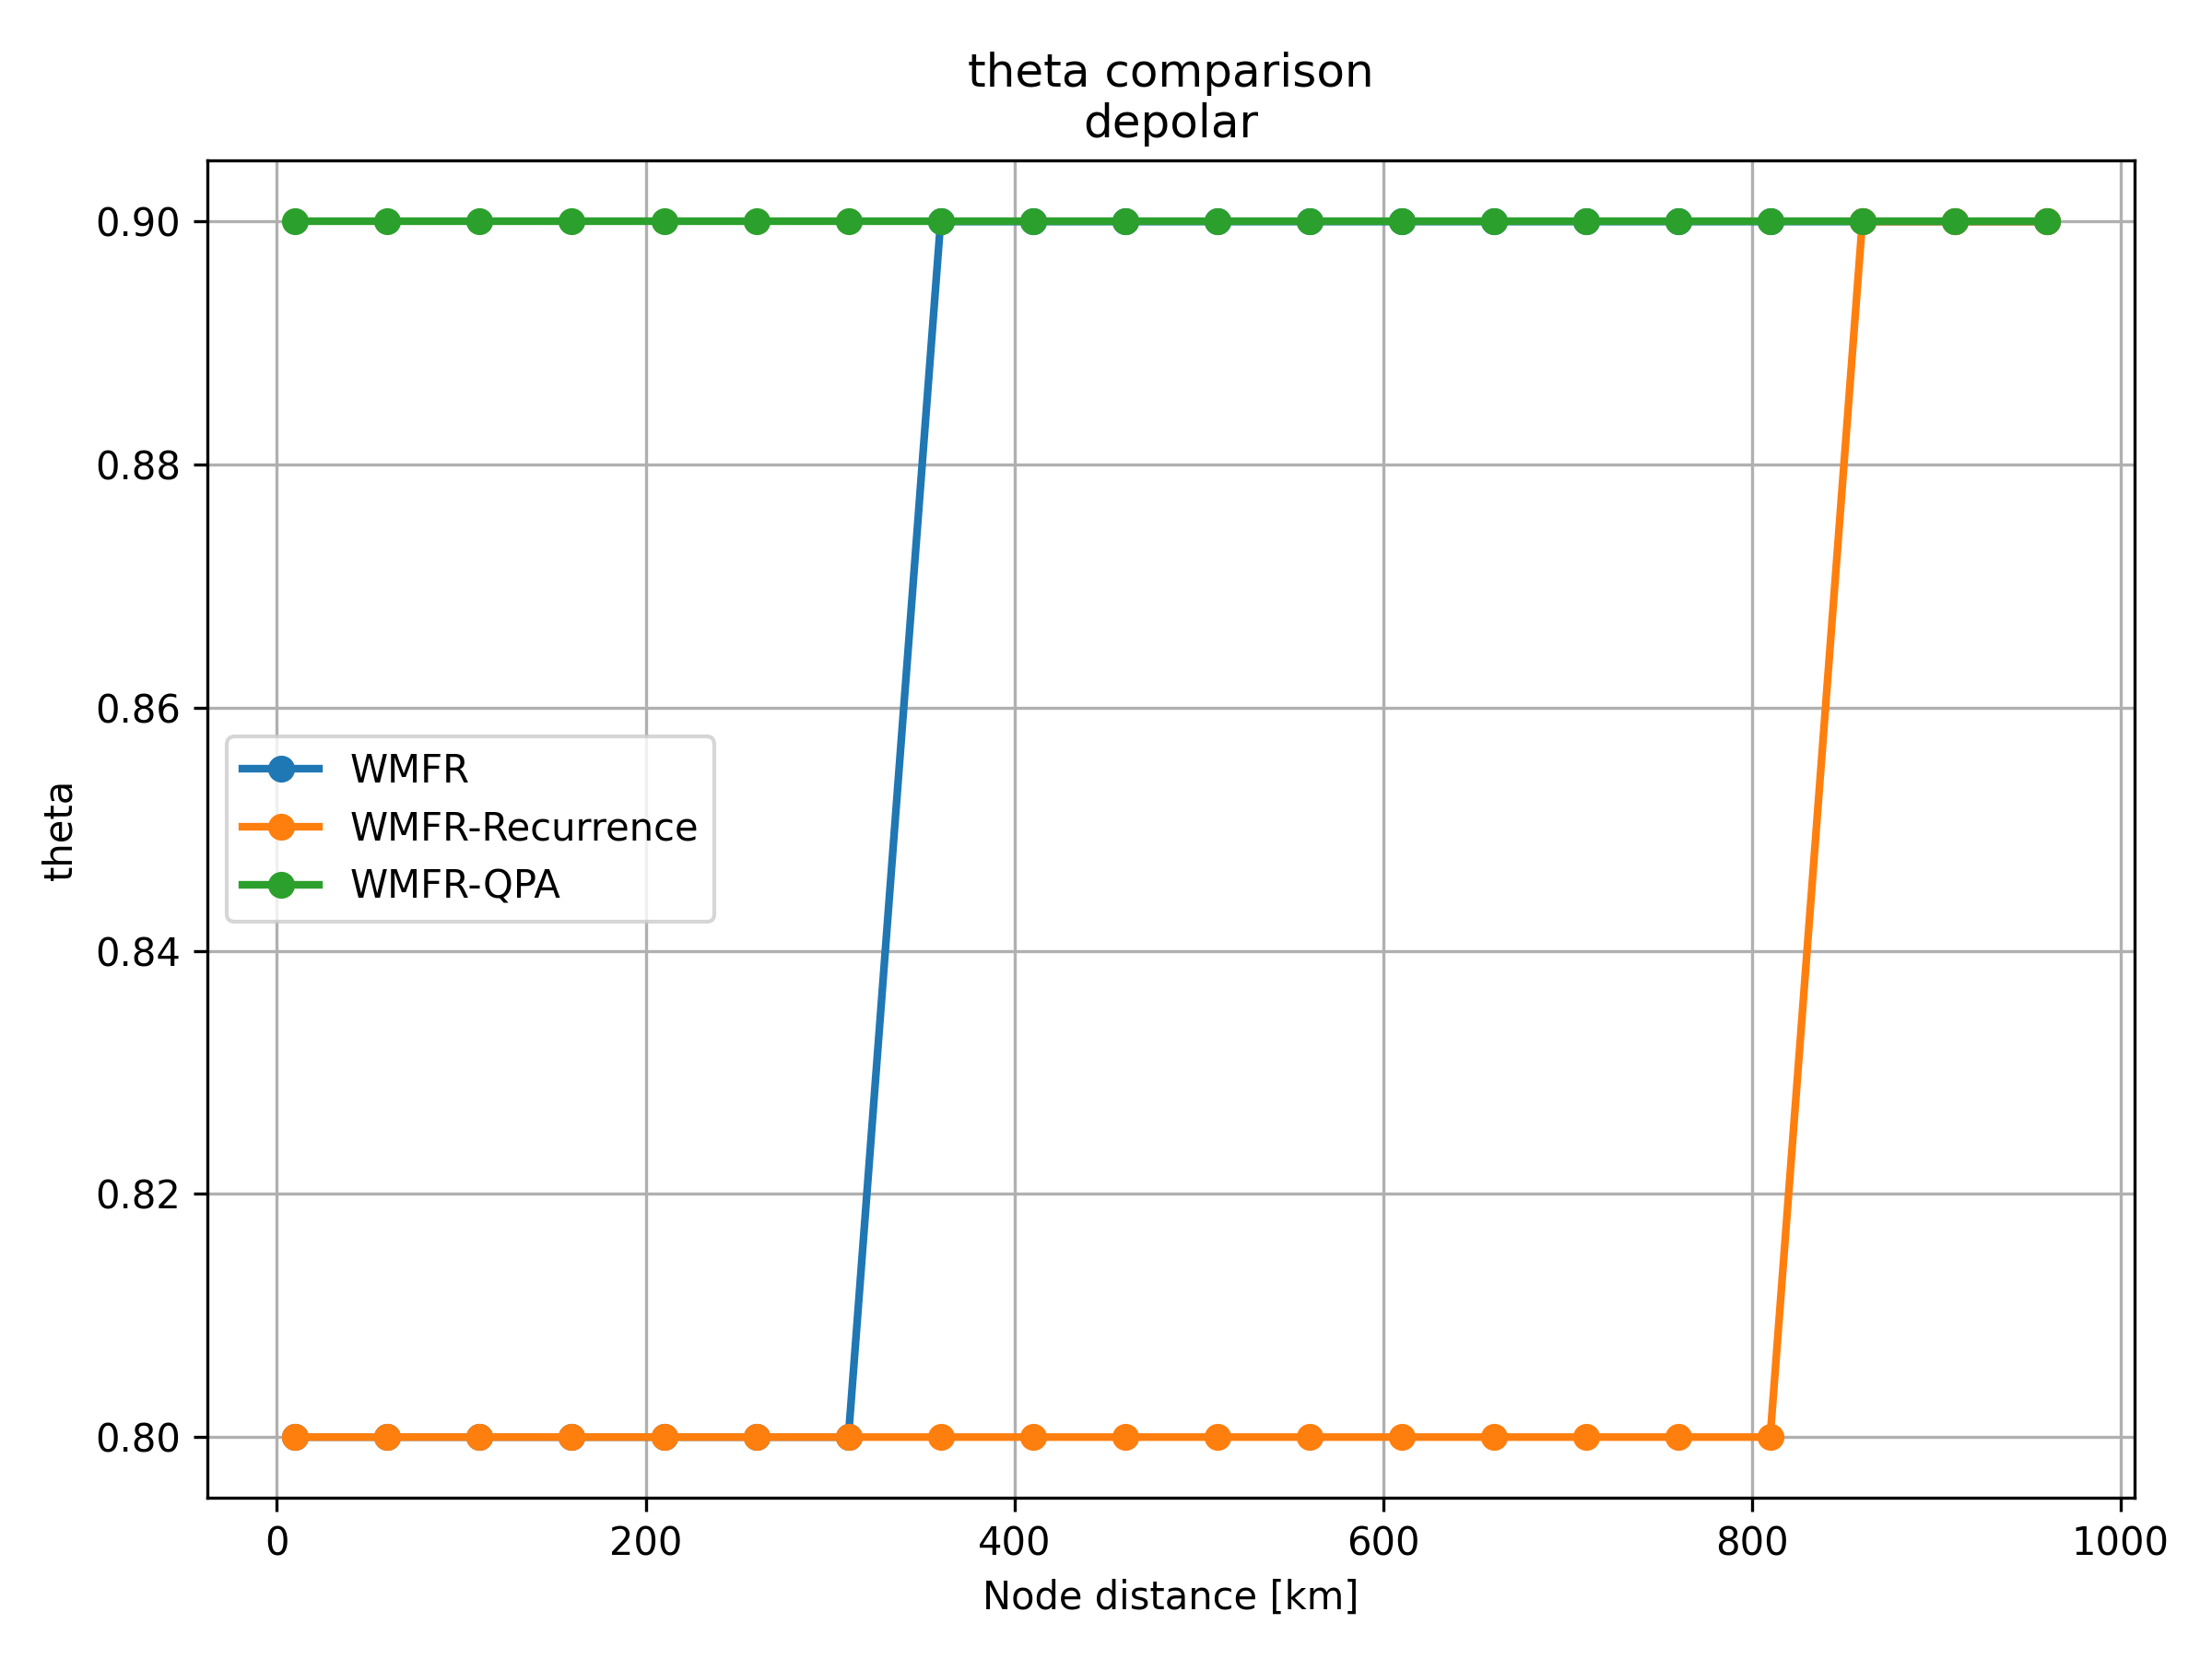 theta comparison
depolar
0.90
0.88
0.86
0.84
0.82
0.80
theta
WMFR
WMFR-Recurrence
WMFR-QPA
0
200
400
600
800
1000
Node distance [km]